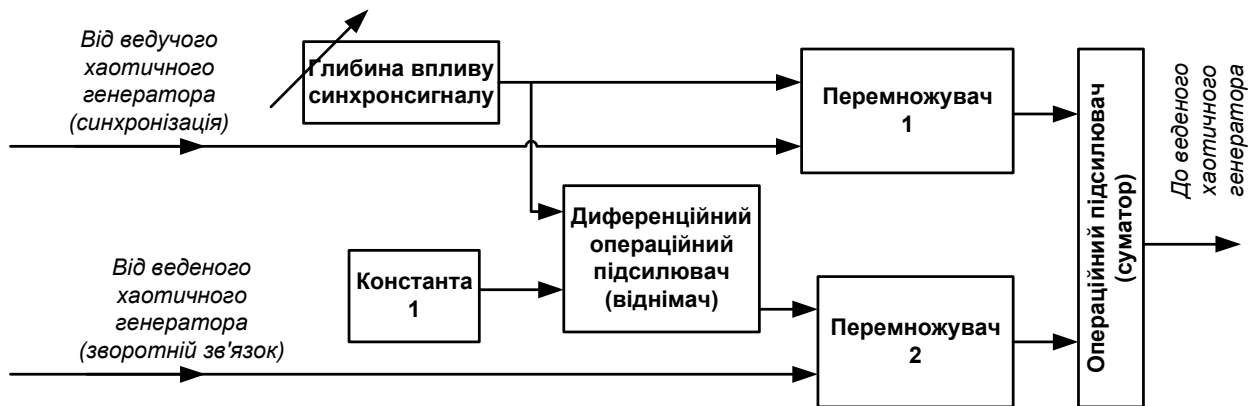 Від ведучого
хаотичного
генератора
(синхронізація)
Глибина впливу
синхронсигналу
Перемножувач
1
Диференційний
операційний
підсилювач
(віднімач)
Константа
1
Від веденого
хаотичного
генератора
(зворотній зв'язок)
Перемножувач
2
Операційний підсилювач
(суматор)
До веденого
хаотичного
генератора